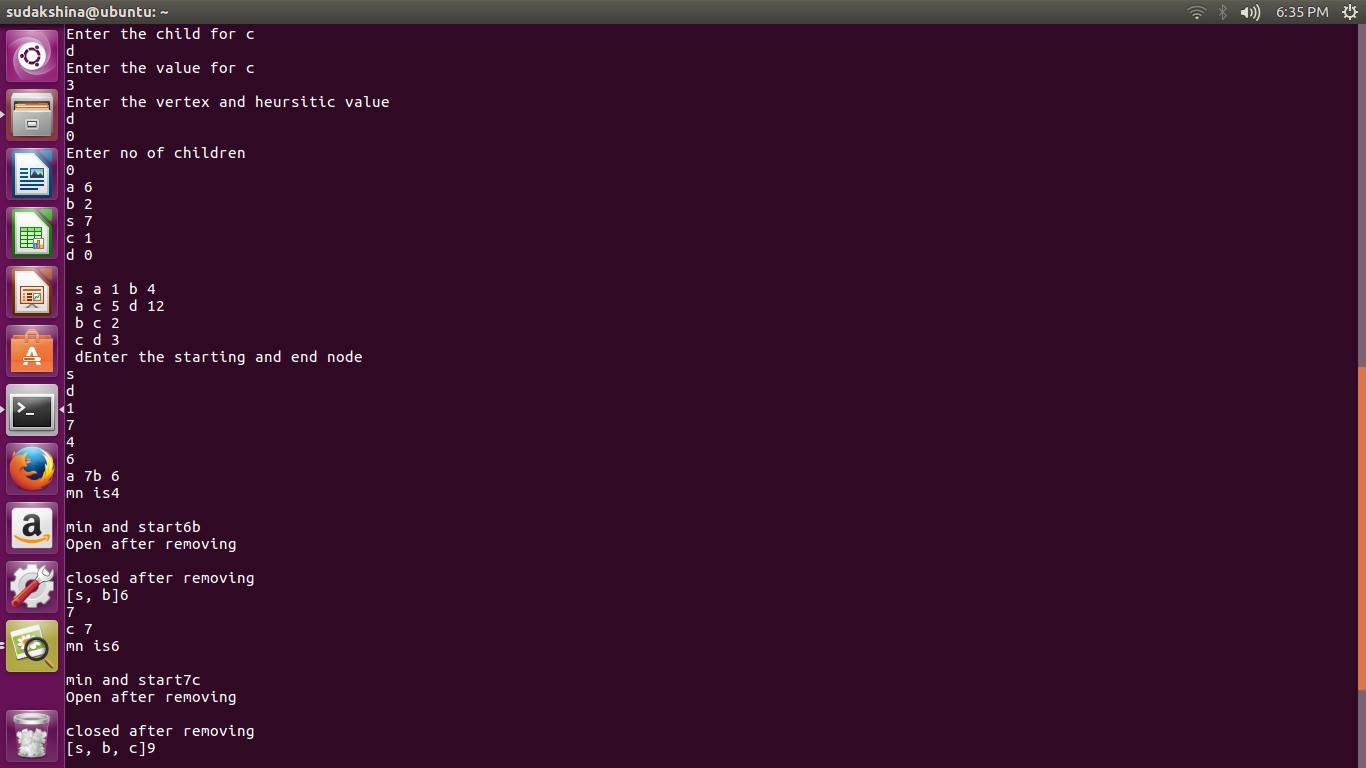 sudakshina@ubuntu: ~
6:35 PM
Enter the child for c
d
Enter the value for c
3
Enter the vertex and heursitic value
d
0
Enter no of children
0
a 6
b 2
s 7
c 1
d 0
s a 1 b 4
a c 5 d 12
b c 2
c d 3
dEnter the starting and end node
s
d
1
7
4
6
a 7b 6
mn is4
min and start6b
Open after removing
closed after removing
[s, b]6
7
c 7
mn is6
min and start7c
Open after removing
closed after removing
[s, b, c]9